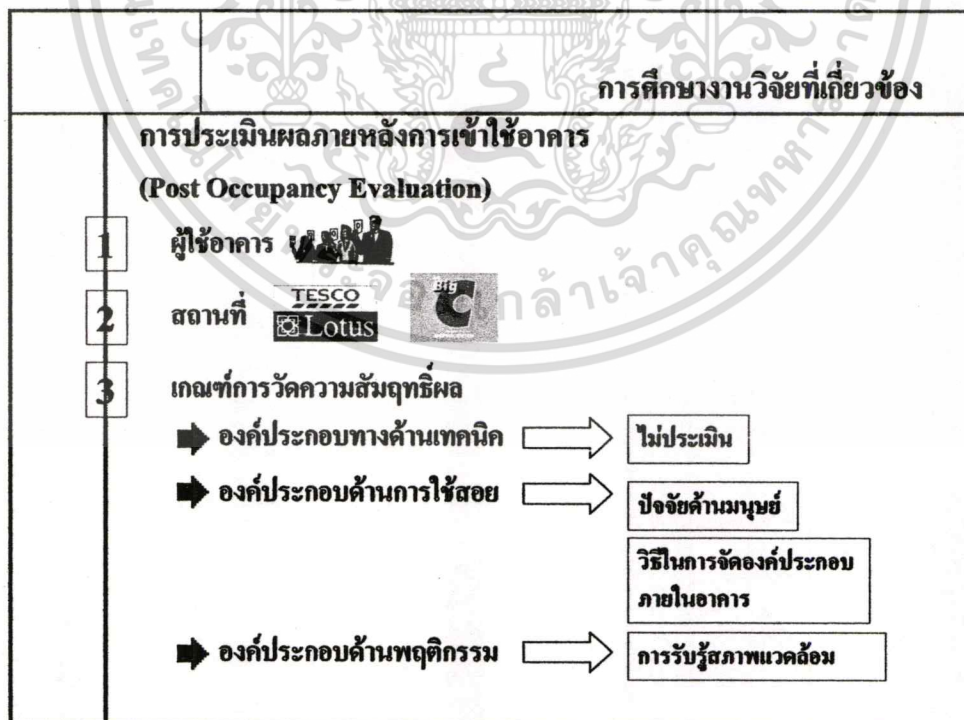 การศึกษางานวิจัยที่เกี่ยวข้อง
การประเมินผลภายหลังการเข้าใช้อาคาร
(Post Occupancy Evaluation)
1 ผู้ใช้อาคาร
2 สถานที่ TESCO Lotus Big C
3 เกณฑ์การวัดความสัมฤทธิ์ผล
องค์ประกอบทางด้านเทคนิค ไม่ประเมิน
องค์ประกอบด้านการใช้สอย ปัจจัยด้านมนุษย์
วิธีในการจัดองค์ประกอบ
ภายในอาคาร
องค์ประกอบด้านพฤติกรรม การรับรู้สภาพแวดล้อม